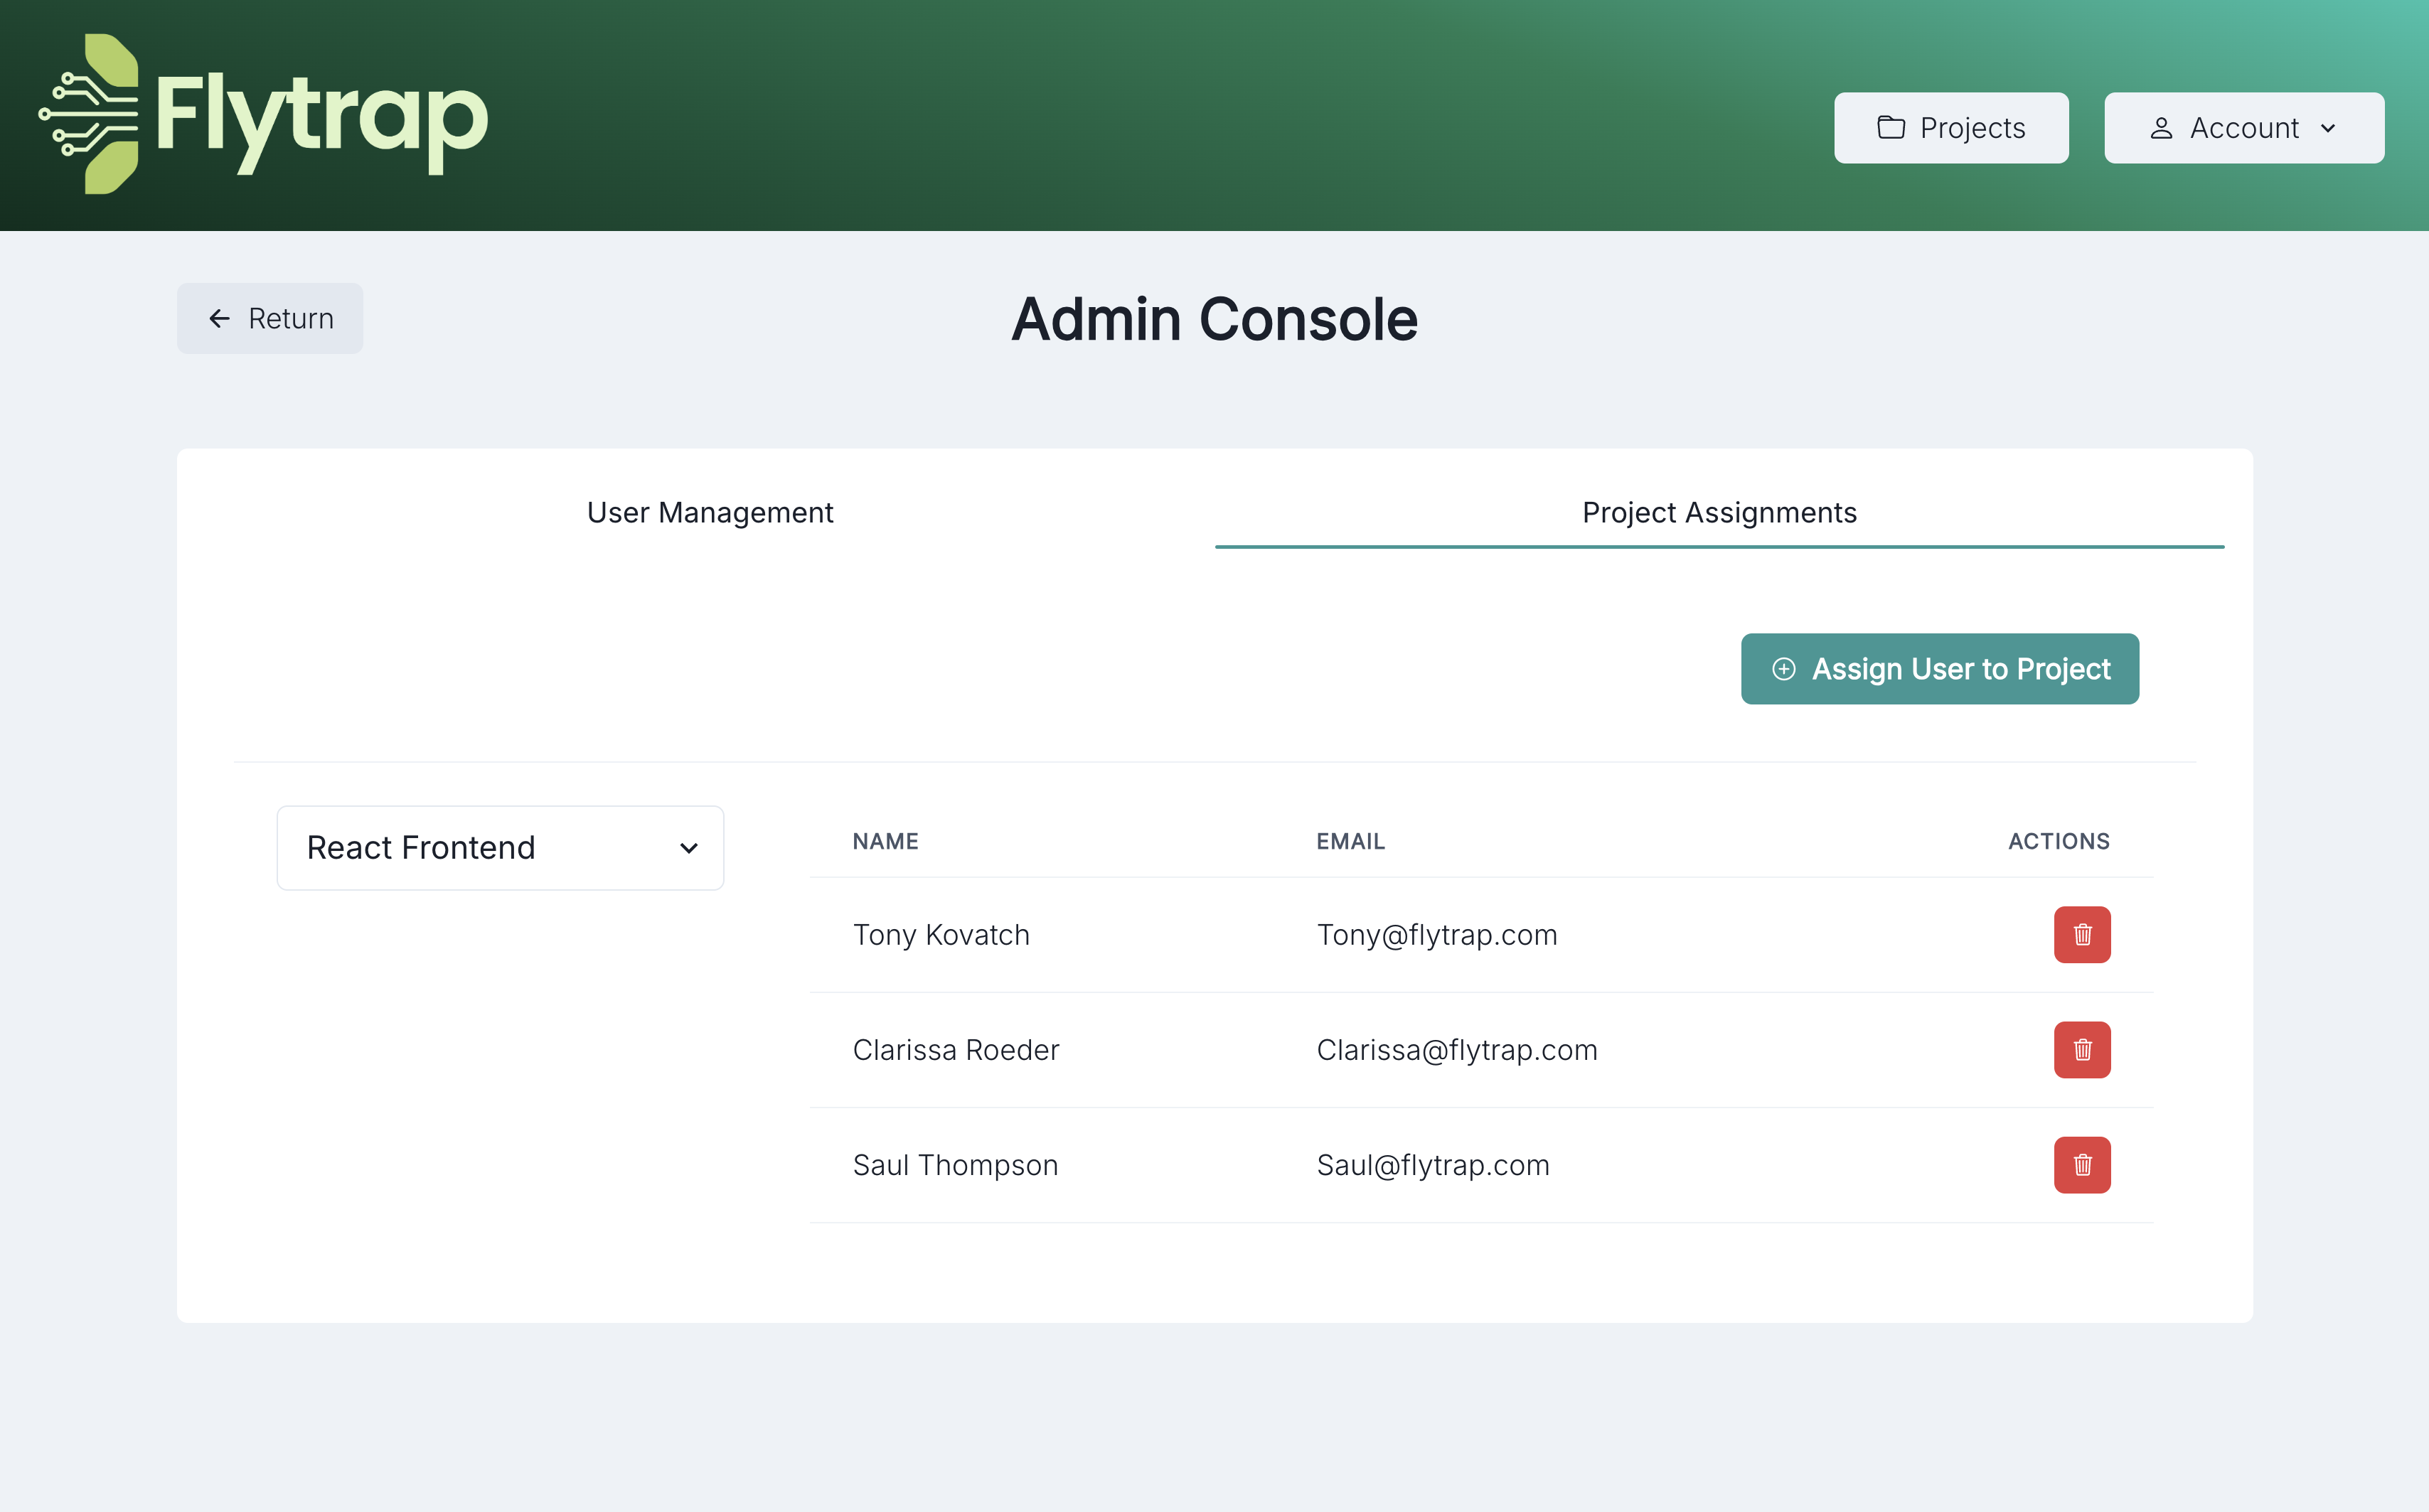 Flytrap
Projects
Account
Return
Admin Console
User Management
Project Assignments
Assign User to Project
React Frontend
NAME EMAIL ACTIONS
Tony Kovatch Tony@flytrap.com
Clarissa Roeder Clarissa@flytrap.com
Saul Thompson Saul@flytrap.com